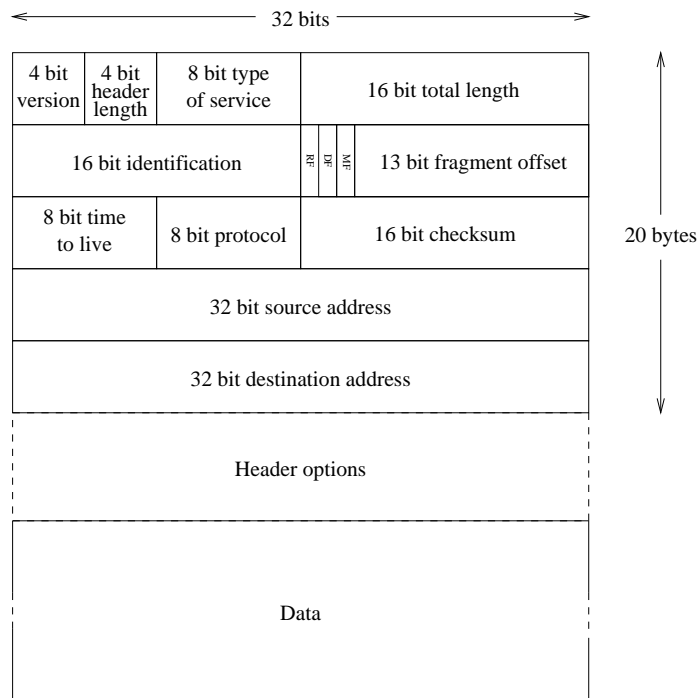 32 bits
4 bit
version
4 bit
header
length
8 bit type
of service
16 bit total length
16 bit identification
RF
DF
MF
13 bit fragment offset
8 bit time
to live
8 bit protocol
16 bit checksum
20 bytes
32 bit source address
32 bit destination address
Header options
Data